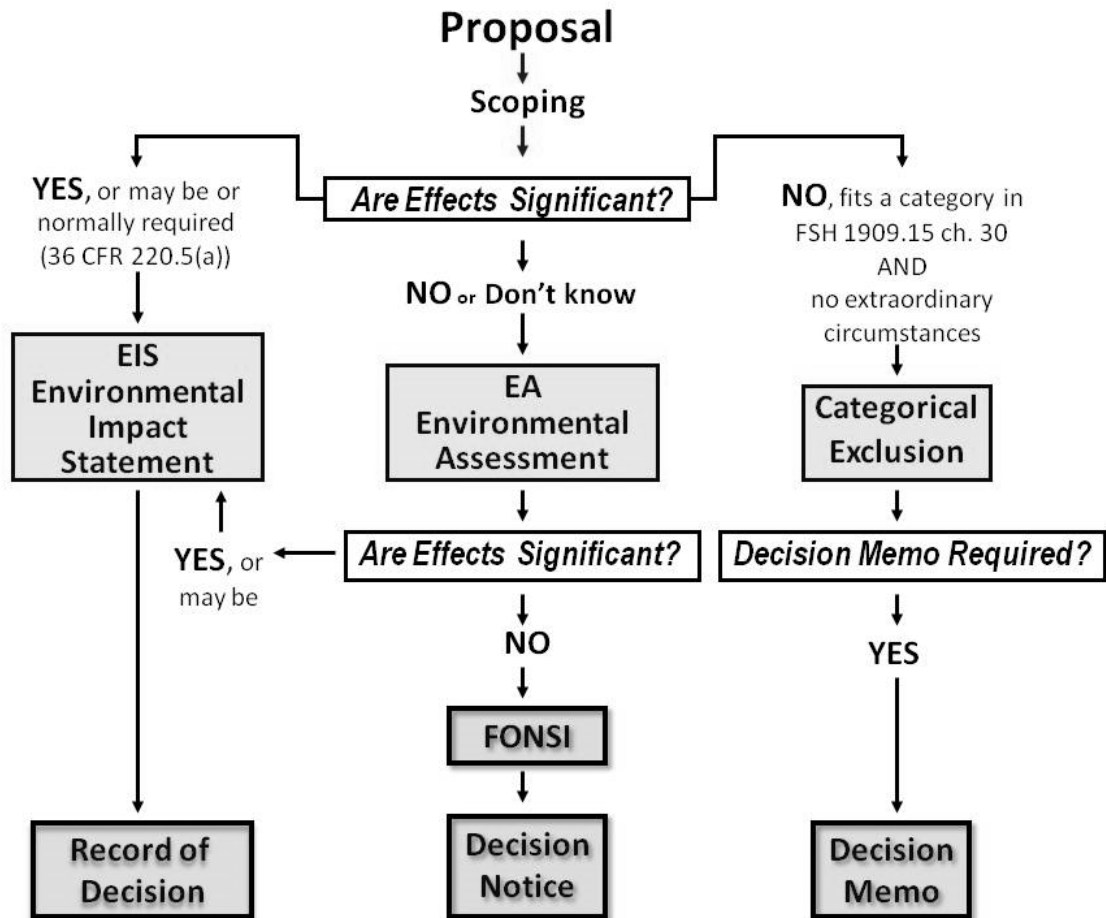 Proposal
Scoping
Are Effects Significant?
YES, or may be or
normally required
(36 CFR 220.5(a))
NO or Don't know
NO, fits a category in
FSH 1909.15 ch. 30
AND
no extraordinary
circumstances
EIS
Environmental
Impact
Statement
EA
Environmental
Assessment
Categorical
Exclusion
YES, or
may be
Are Effects Significant?
Decision Memo Required?
NO
YES
FONSI
Record of
Decision
Decision
Notice
Decision
Memo